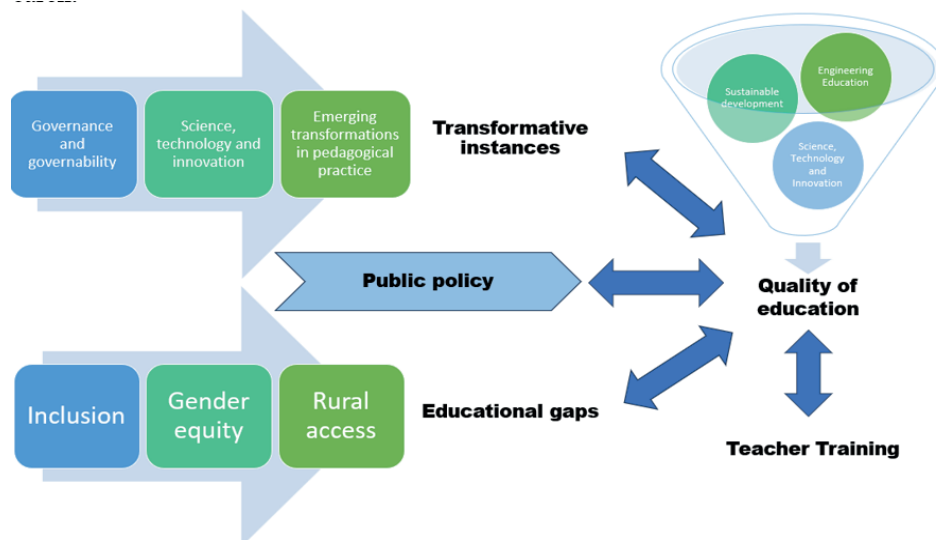 Governance
and
governability
Science,
technology and
innovation
Emerging
transformations
in pedagogical
practice
Transformative
instances
Sustainable
development
Engineering
Education
Science,
Technology
and
Innovation
Public policy
Quality of
education
Inclusion
Gender
equity
Rural
access
Educational gaps
Teacher Training